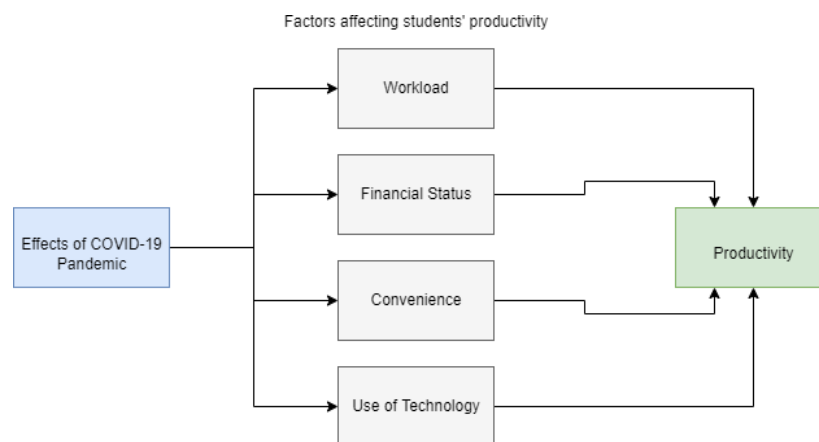 Factors affecting students' productivity
Workload
Financial Status
Effects of COVID-19
Pandemic
Productivity
Convenience
Use of Technology